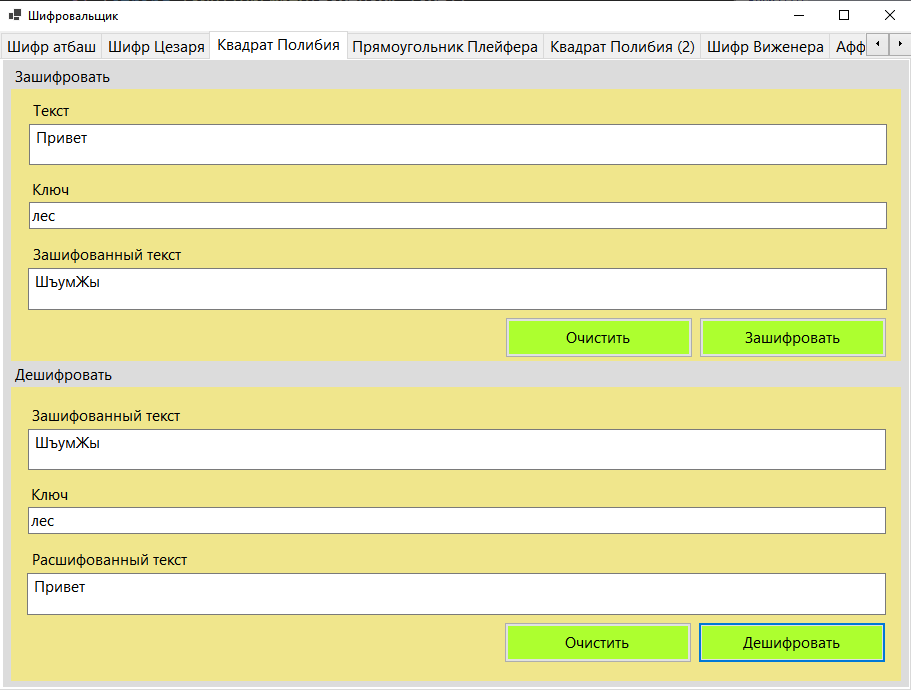 Шифровальщик
Шифр атбаш Шифр Цезаря Квадрат Полибия Прямоугольник Плейфера Квадрат Полибия (2) Шифр Виженера Афф
Зашифровать
Текст
Привет
Ключ
лес
Зашифованный текст
ШъумЖы
Очистить Зашифровать
Дешифровать
Зашифованный текст
ШъумЖы
Ключ
лес
Расшифованный текст
Привет
Очистить Дешифровать